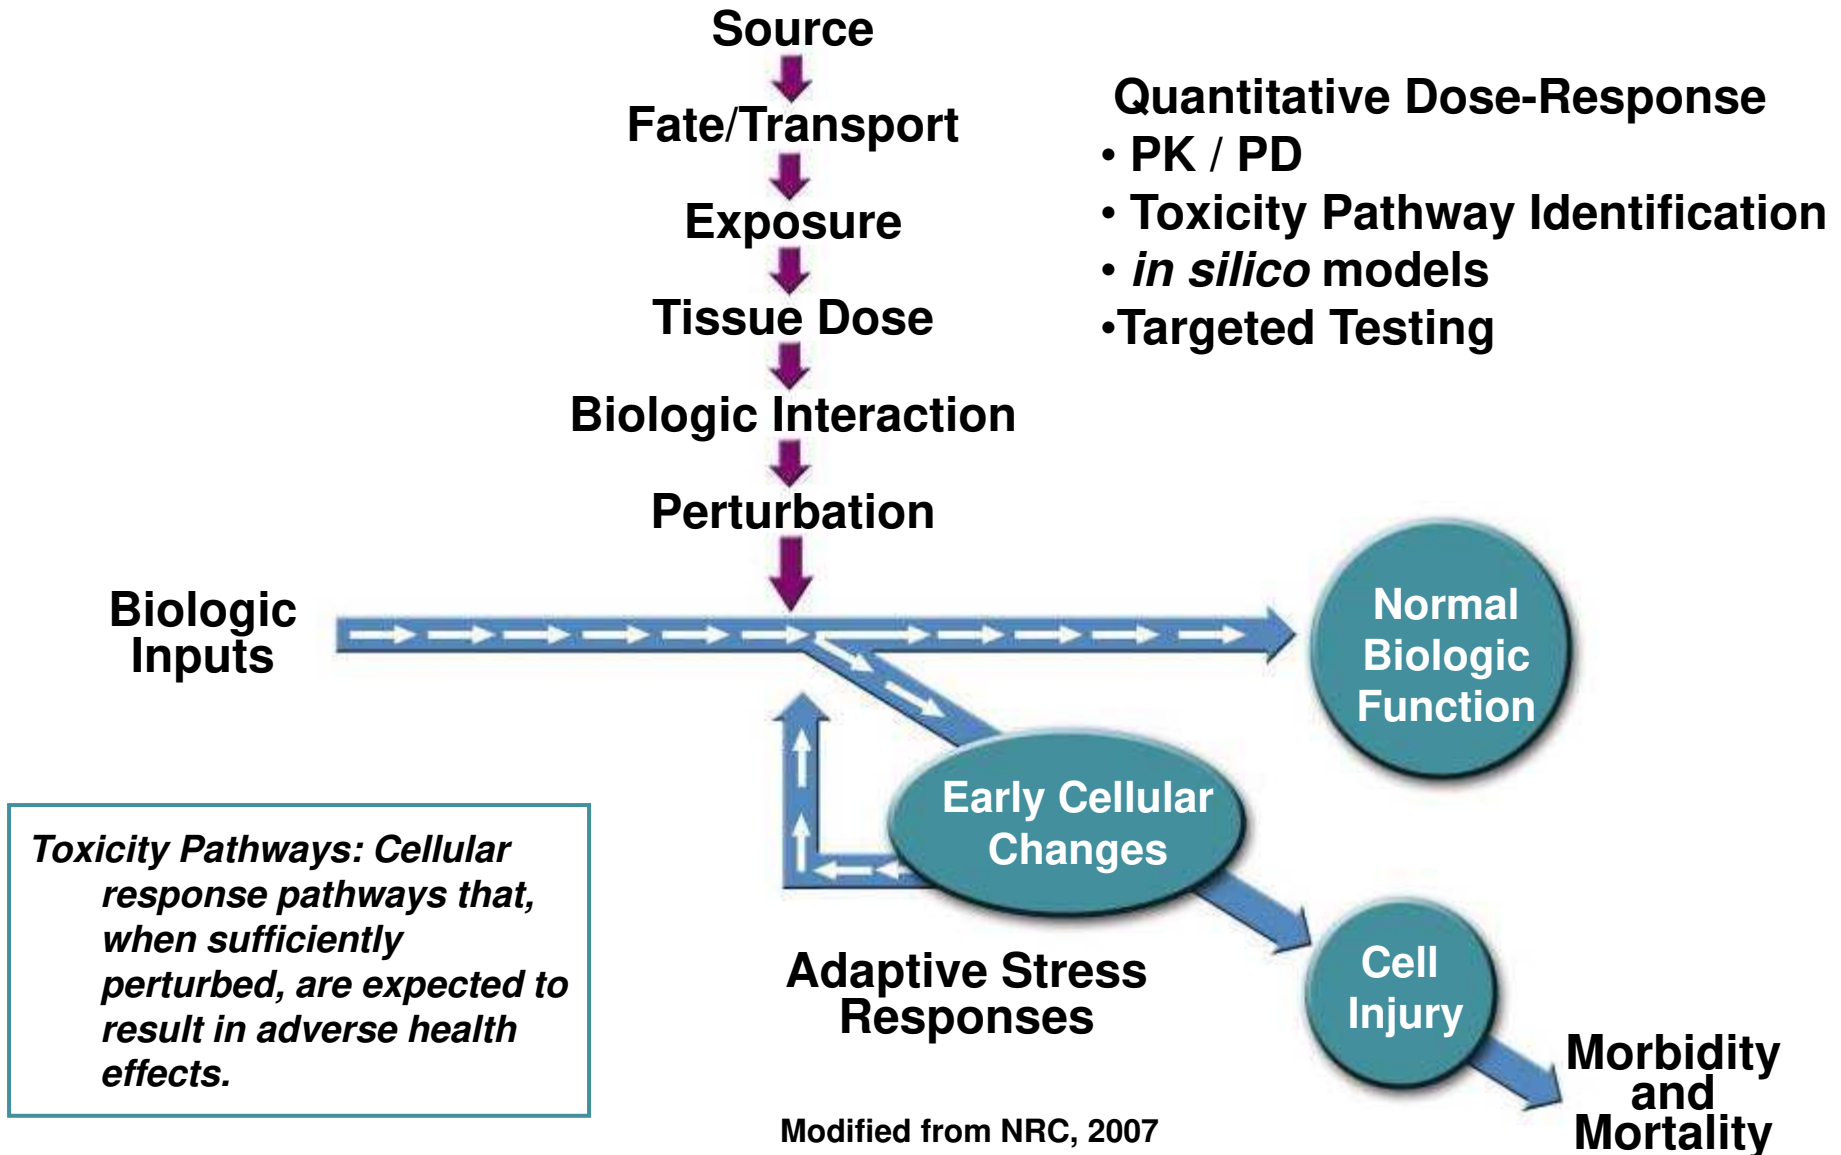 Source
Fate/Transport
Exposure
Tissue Dose
Biologic Interaction
Perturbation
Quantitative Dose-Response
• PK / PD
• Toxicity Pathway Identification
• in silico models
•Targeted Testing
Biologic
Inputs
Normal
Biologic
Function
Early Cellular
Changes
Adaptive Stress
Responses
Cell
Injury
Morbidity
and
Mortality
Toxicity Pathways: Cellular
response pathways that,
when sufficiently
perturbed, are expected to
result in adverse health
effects.
Modified from NRC, 2007